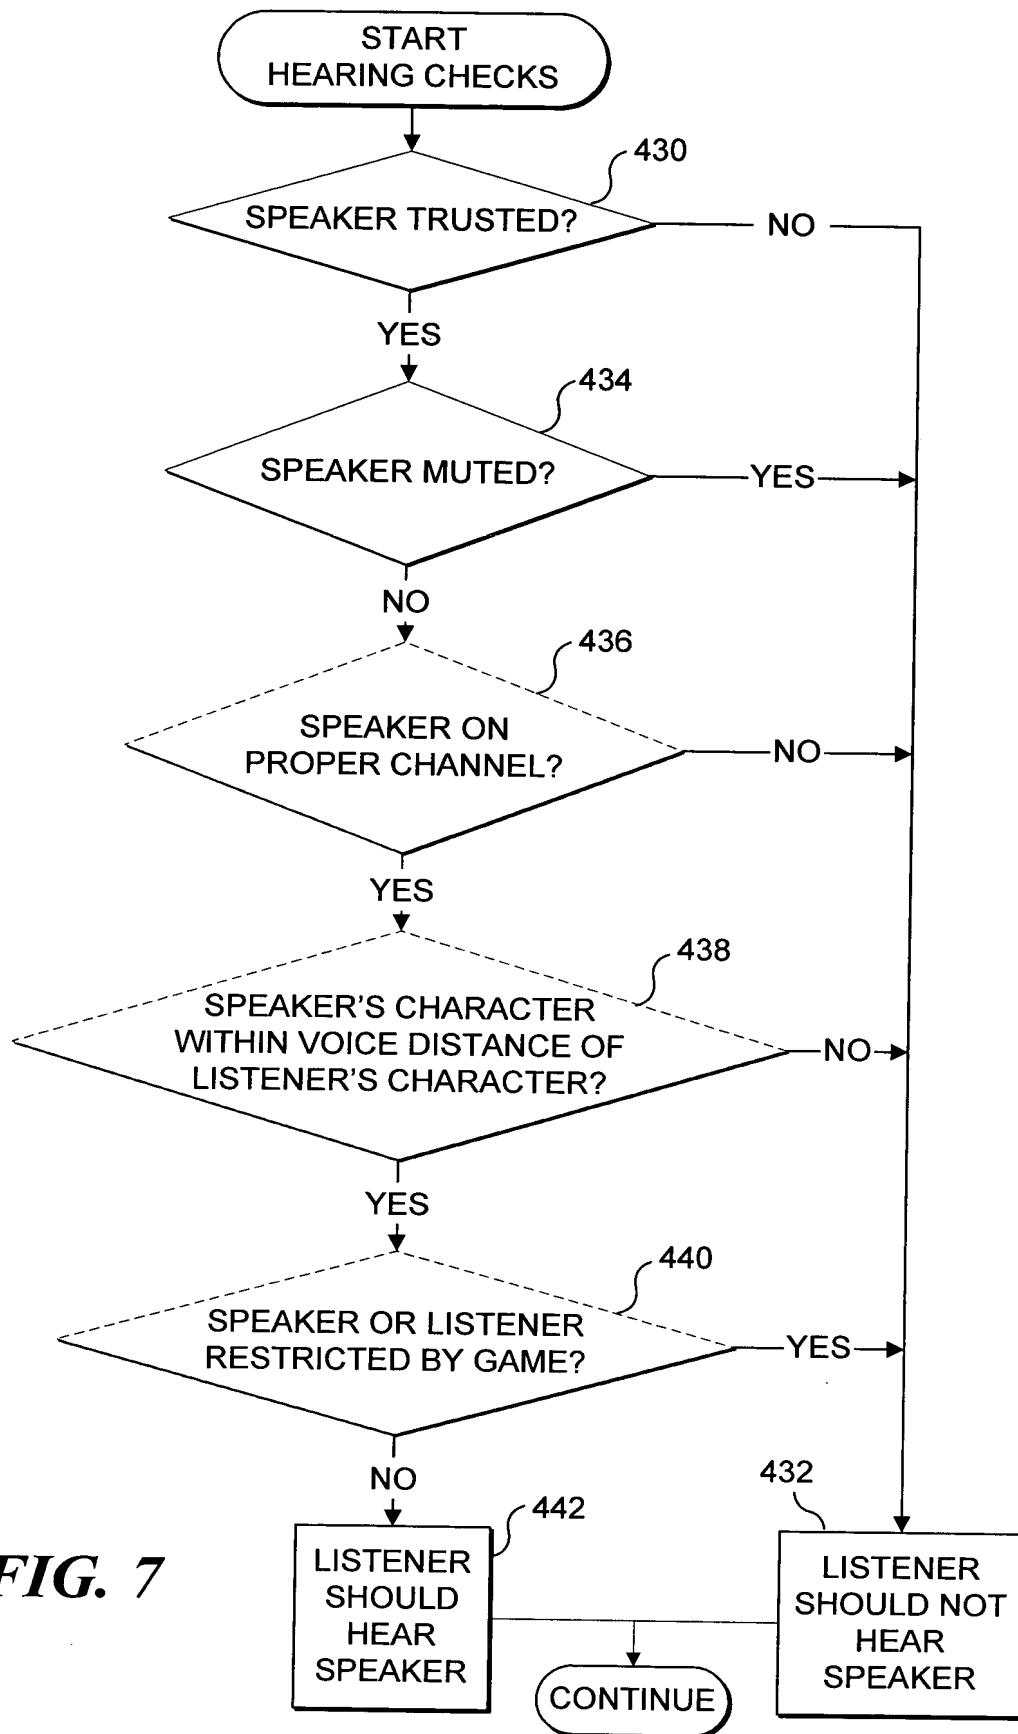 START
HEARING CHECKS
430
SPEAKER TRUSTED?
NO
YES
434
SPEAKER MUTED?
YES
NO
436
SPEAKER ON
PROPER CHANNEL?
NO
YES
438
SPEAKER'S CHARACTER
WITHIN VOICE DISTANCE OF
LISTENER'S CHARACTER?
NO
YES
440
SPEAKER OR LISTENER
RESTRICTED BY GAME?
YES
NO
442
432
LISTENER
SHOULD
HEAR
SPEAKER
LISTENER
SHOULD NOT
HEAR
SPEAKER
FIG. 7
CONTINUE